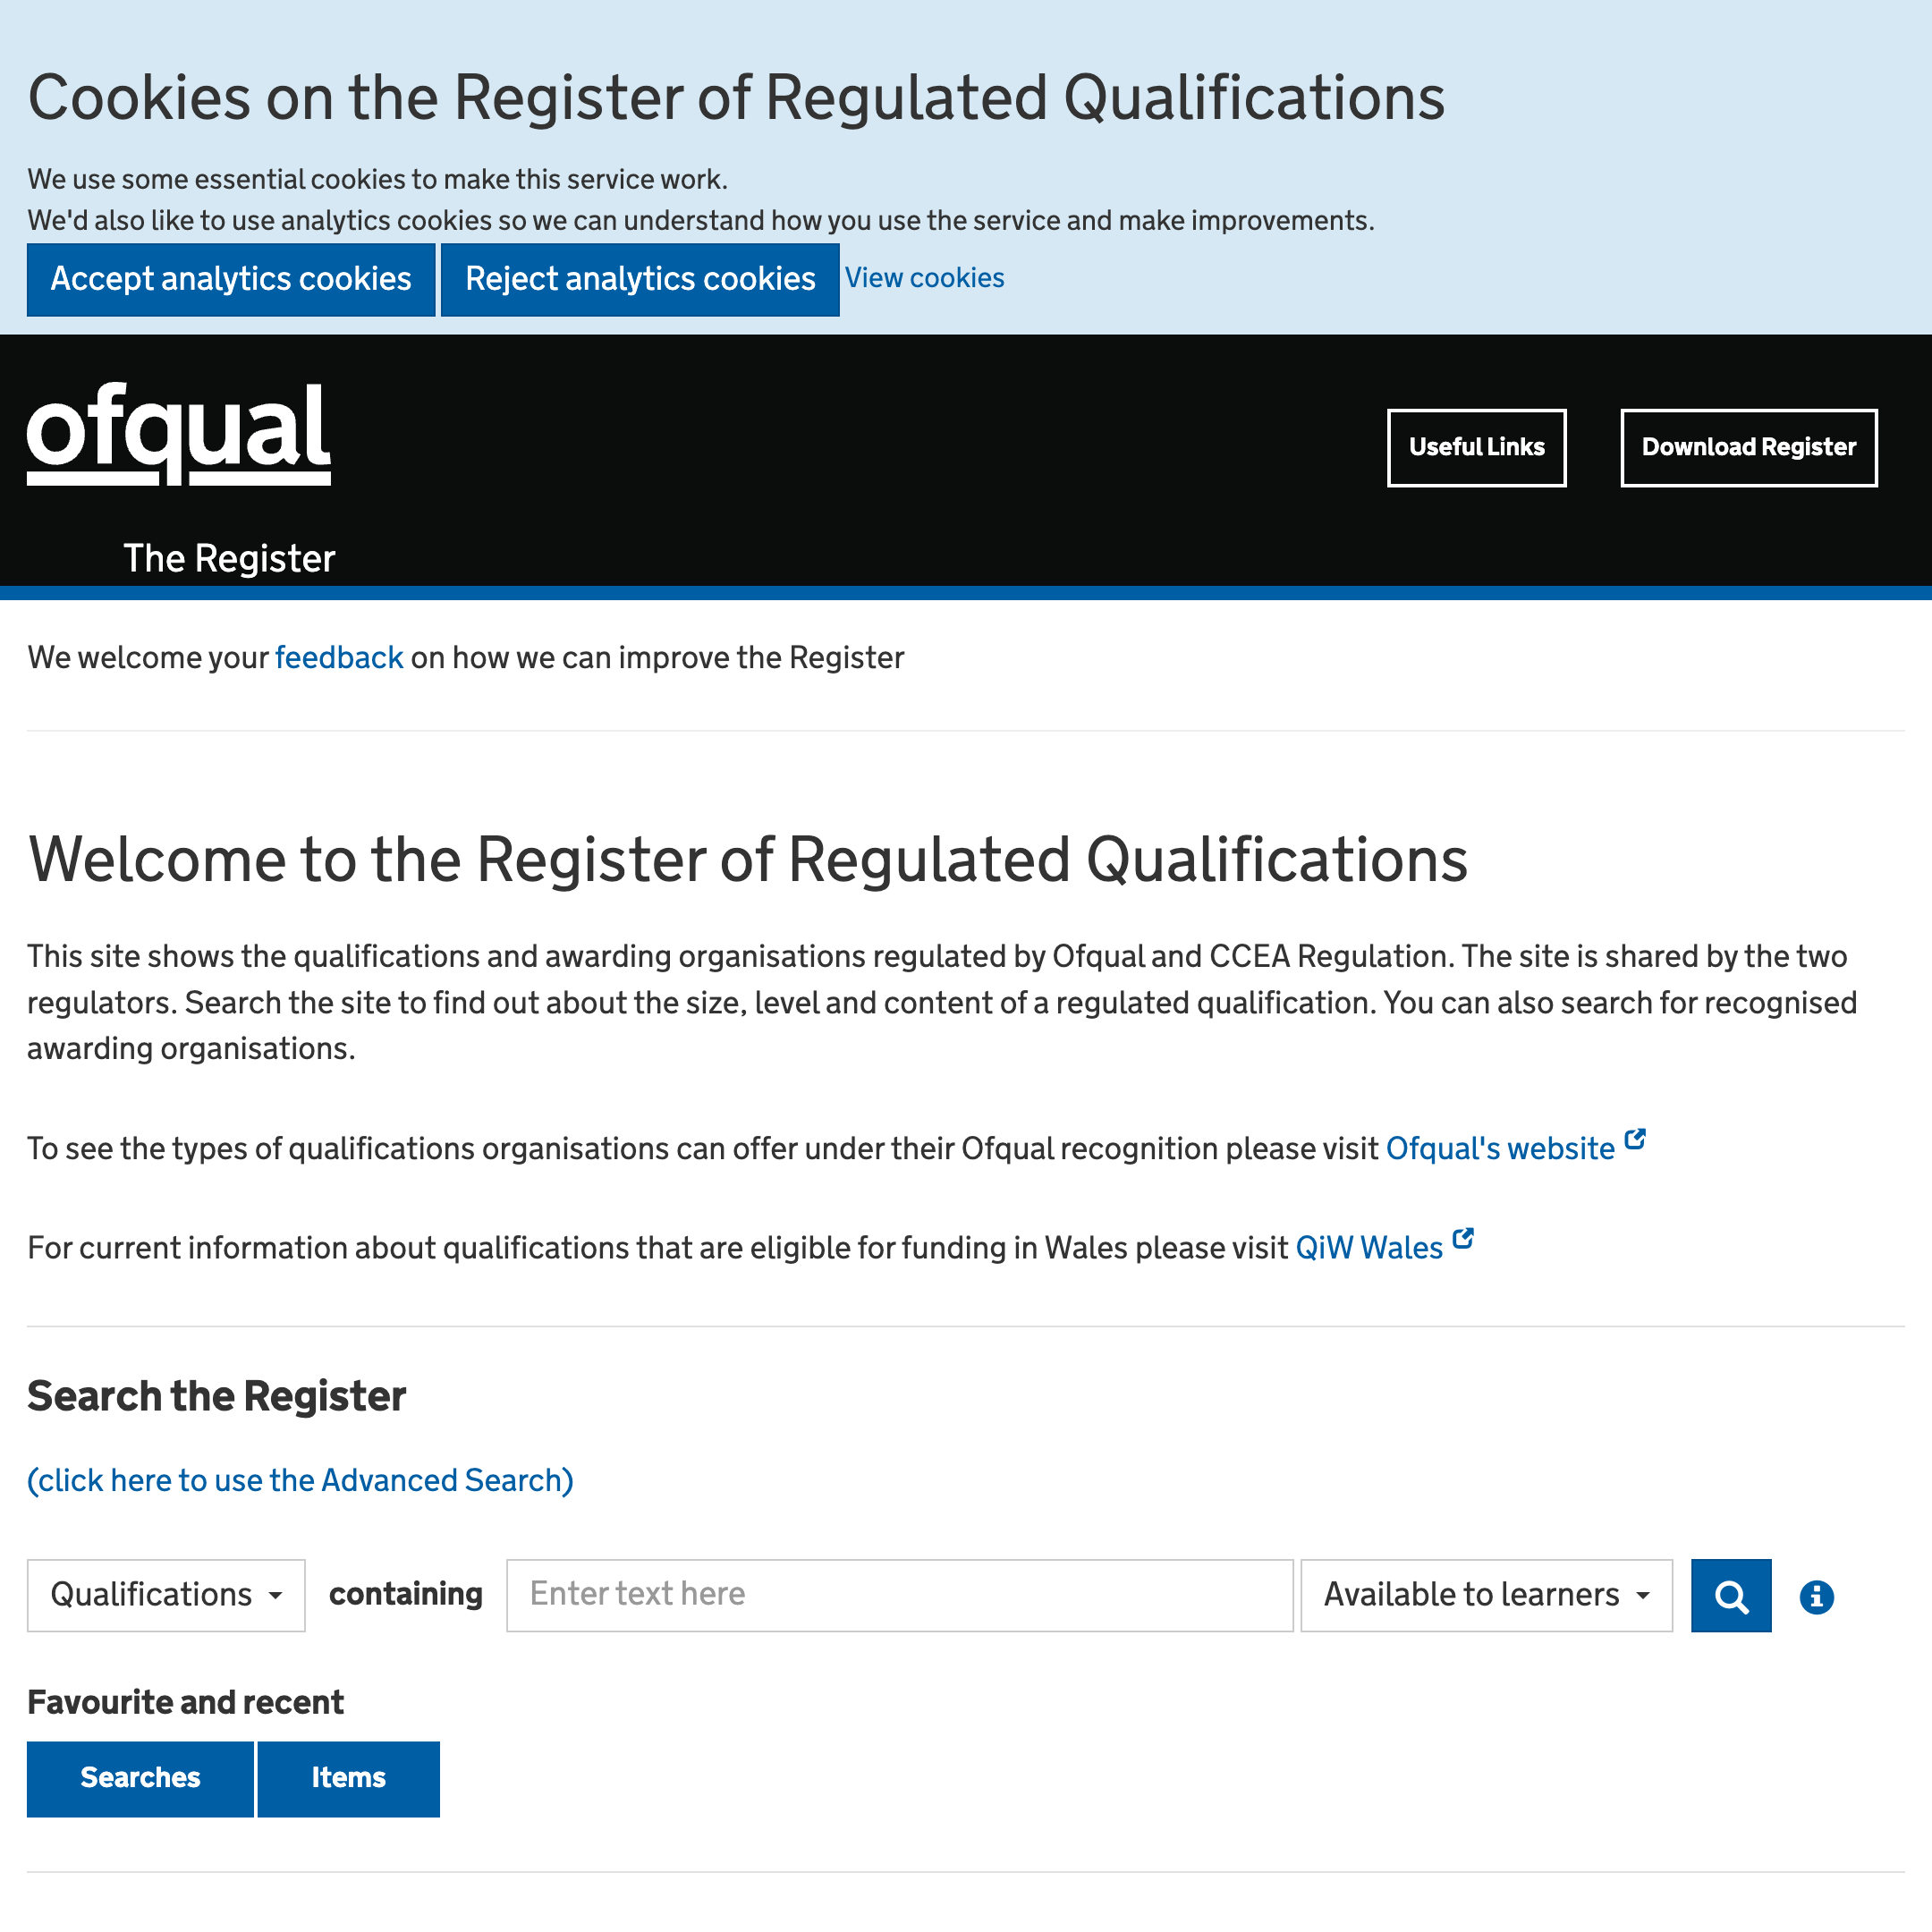 Cookies on the Register of Regulated Qualifications
We use some essential cookies to make this service work.
We'd also like to use analytics cookies so we can understand how you use the service and make improvements.
Accept analytics cookies Reject analytics cookies View cookies
ofqual
Useful Links Download Register
The Register
We welcome your feedback on how we can improve the Register
Welcome to the Register of Regulated Qualifications
This site shows the qualifications and awarding organisations regulated by Ofqual and CCEA Regulation. The site is shared by the two
regulators. Search the site to find out about the size, level and content of a regulated qualification. You can also search for recognised
awarding organisations.
To see the types of qualifications organisations can offer under their Ofqual recognition please visit Ofqual's website
For current information about qualifications that are eligible for funding in Wales please visit QiW Wales
Search the Register
(click here to use the Advanced Search)
Qualifications containing Enter text here Available to learners
Favourite and recent
Searches Items